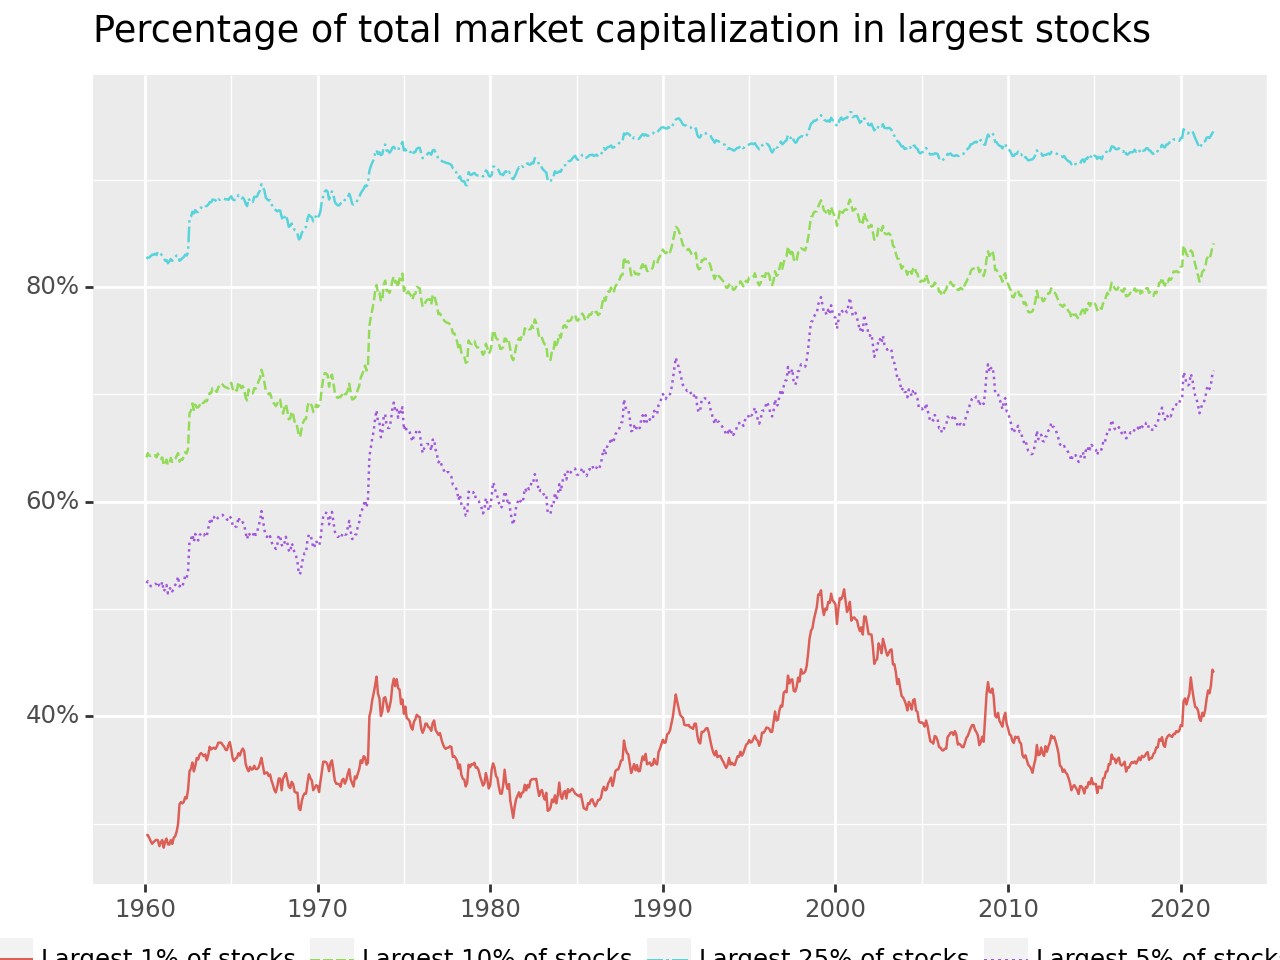 Percentage of total market capitalization in largest stocks
80%
60%
40%
1960 1970 1980 1990 2000 2010 2020
Largest 1% of stocks Largest 10% of stocks Largest 25% of stocks Largest 5% of stocks